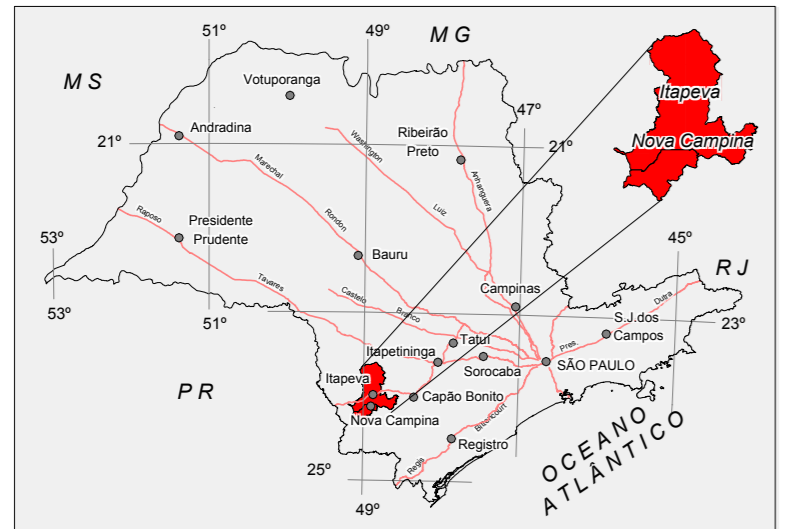 51º
49º
M G
M S
Votuporanga
47º
Itapeva
Nova Campina
Andradina
21º
Washington
Ribeirão
Preto
21º
Marechal
Anhanguera
Luiz
Rondon
Raposo
Presidente
Prudente
53º
Bauru
45º
R J
53º
Tavares
Castelo
Campinas
Dutra
51º
Branco
S.J.dos
Campos
23º
Tatuí
Pres.
Itapetininga
Sorocaba
SÃO PAULO
Itapeva
P R
Capão Bonito
Nova Campina
Bitencourt
Registro
Regis
OCEANO
ATLÂNTICO
25º
49º